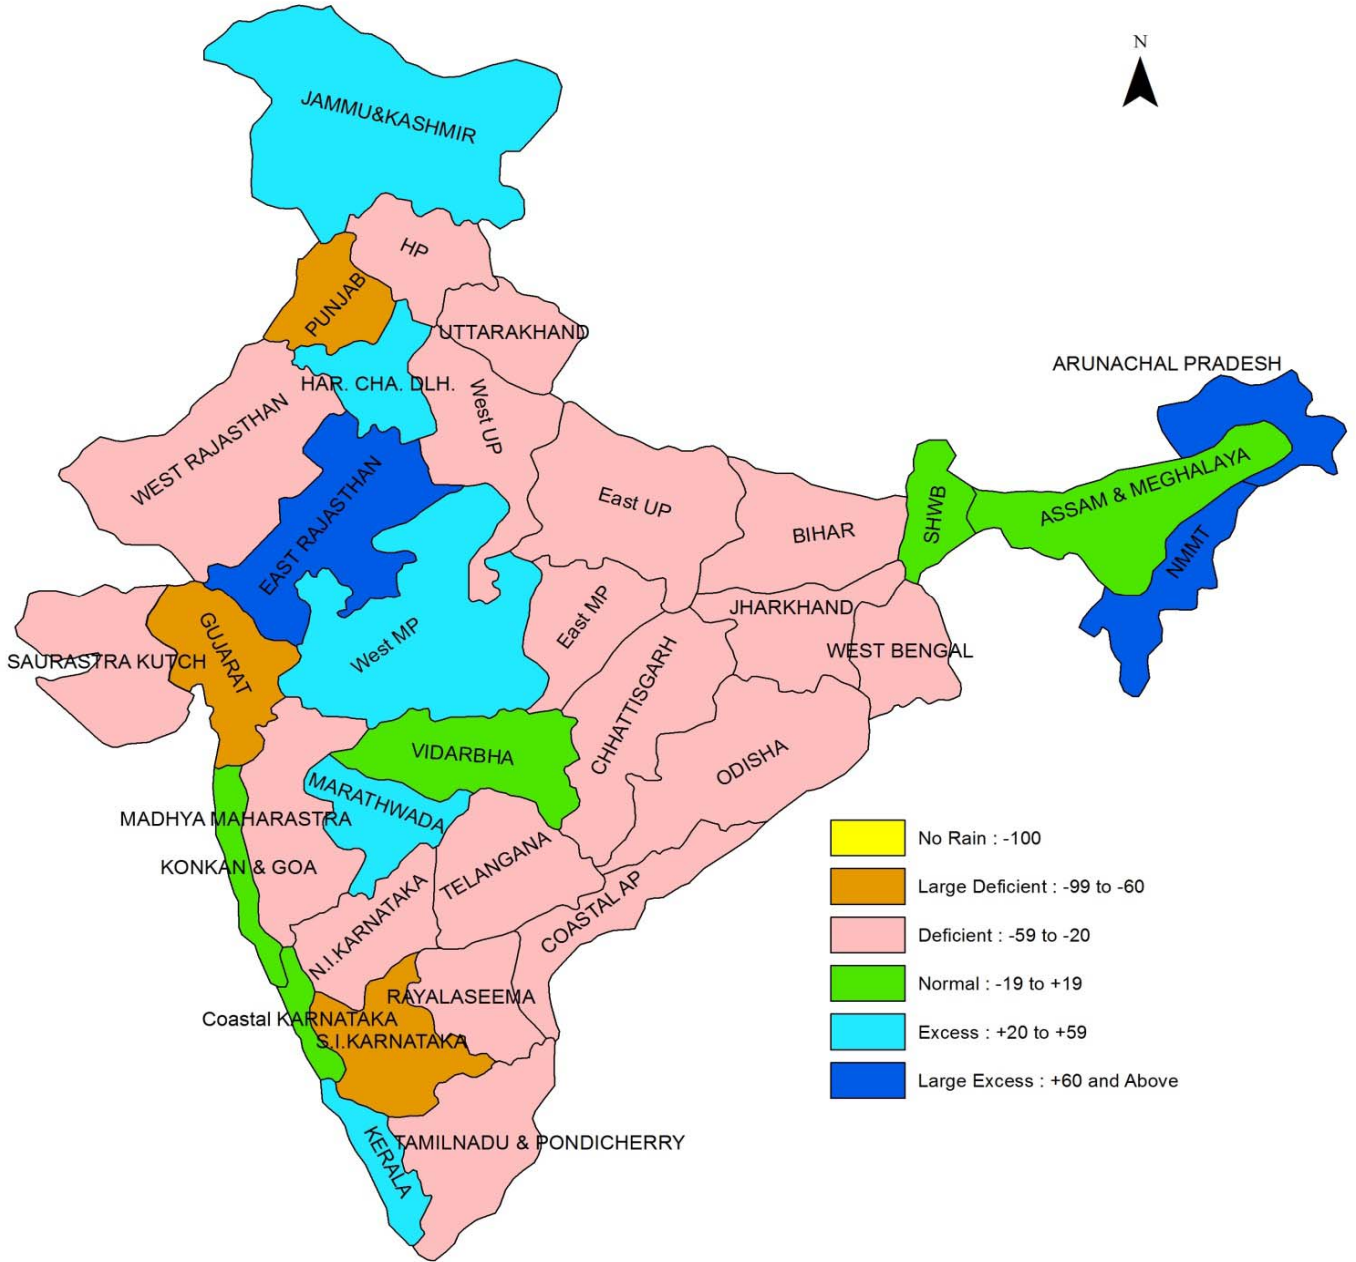 N
JAMMU&KASHMIR
HP
PUNJAB
UTTARAKHAND
ARUNACHAL PRADESH
HAR. CHA. DLH.
West UP
WEST RAJASTHAN
ASSAM & MEGHALAYA
East UP
SHWB
BIHAR
EAST RAJASTHAN
NMMT
JHARKHAND
East MP
West MP
GUJARAT
WEST BENGAL
SAURASTRA KUTCH
CHHATTISGARH
VIDARBHA
ODISHA
MARATHWADA
MADHYA MAHARASTRA
KONKAN & GOA
TELANGANA
COASTAL AP
N.I.KARNATAKA
RAYALASEEMA
Coastal KARNATAKA
S.I.KARNATAKA
TAMILNADU & PONDICHERRY
KERALA
No Rain : -100
Large Deficient : -99 to -60
Deficient : -59 to -20
Normal : -19 to +19
Excess : +20 to +59
Large Excess : +60 and Above